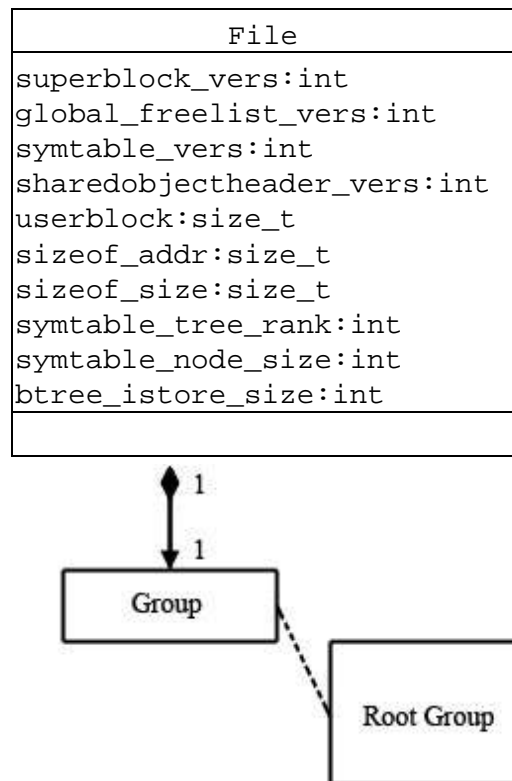 File
superblock_vers:int
global_freelist_vers:int
symtable_vers:int
sharedobjectheader_vers:int
userblock:size_t
sizeof_addr:size_t
sizeof_size:size_t
symtable_tree_rank:int
symtable_node_size:int
btree_istore_size:int
1
1
Group
Root Group